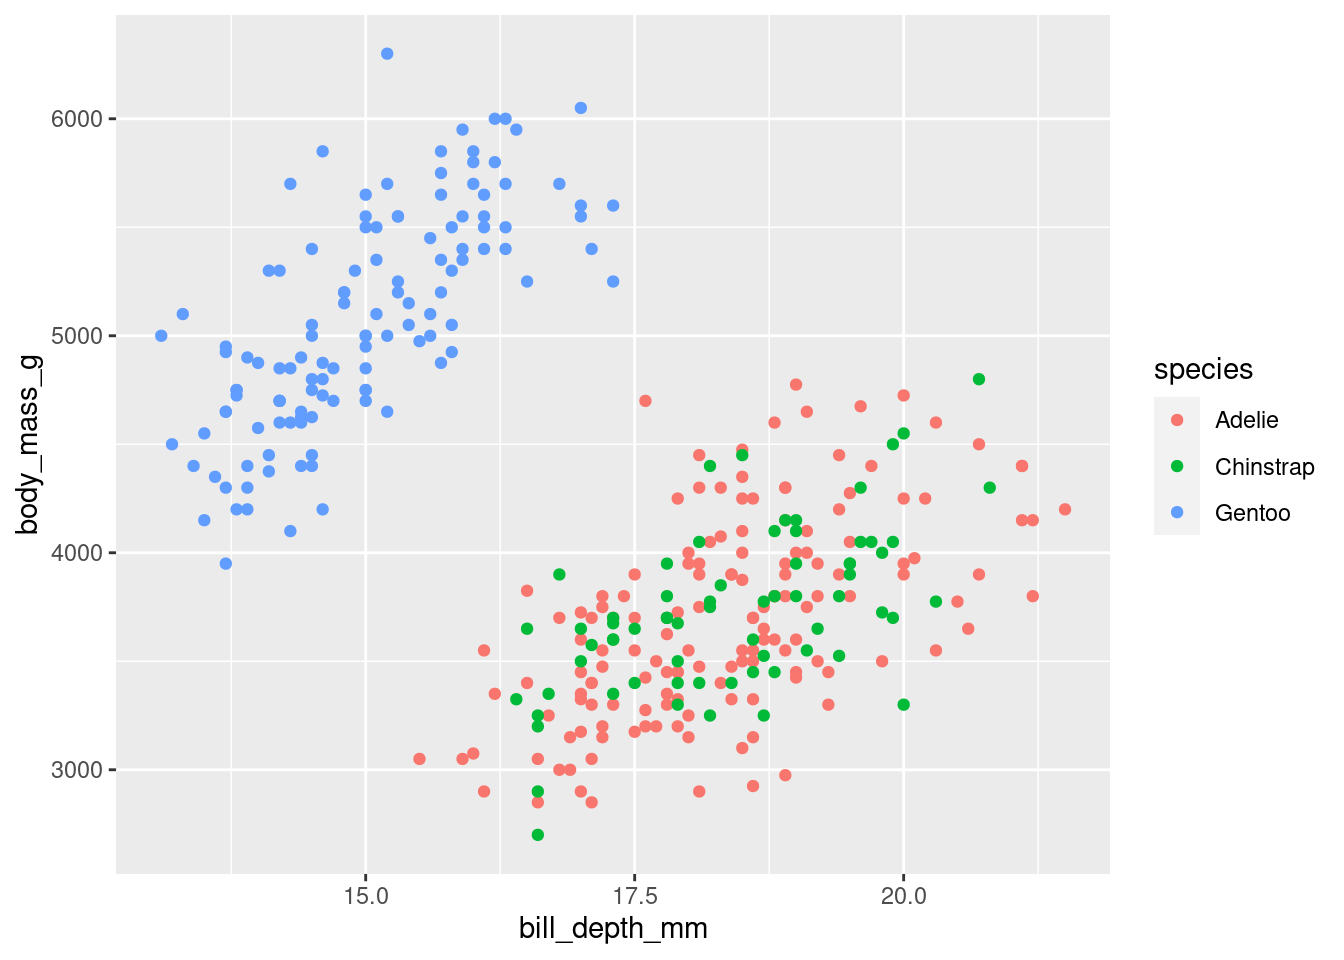 6000
5000
4000
3000
body_mass_g
15.0
17.5
20.0
bill_depth_mm
species
Adelie
Chinstrap
Gentoo